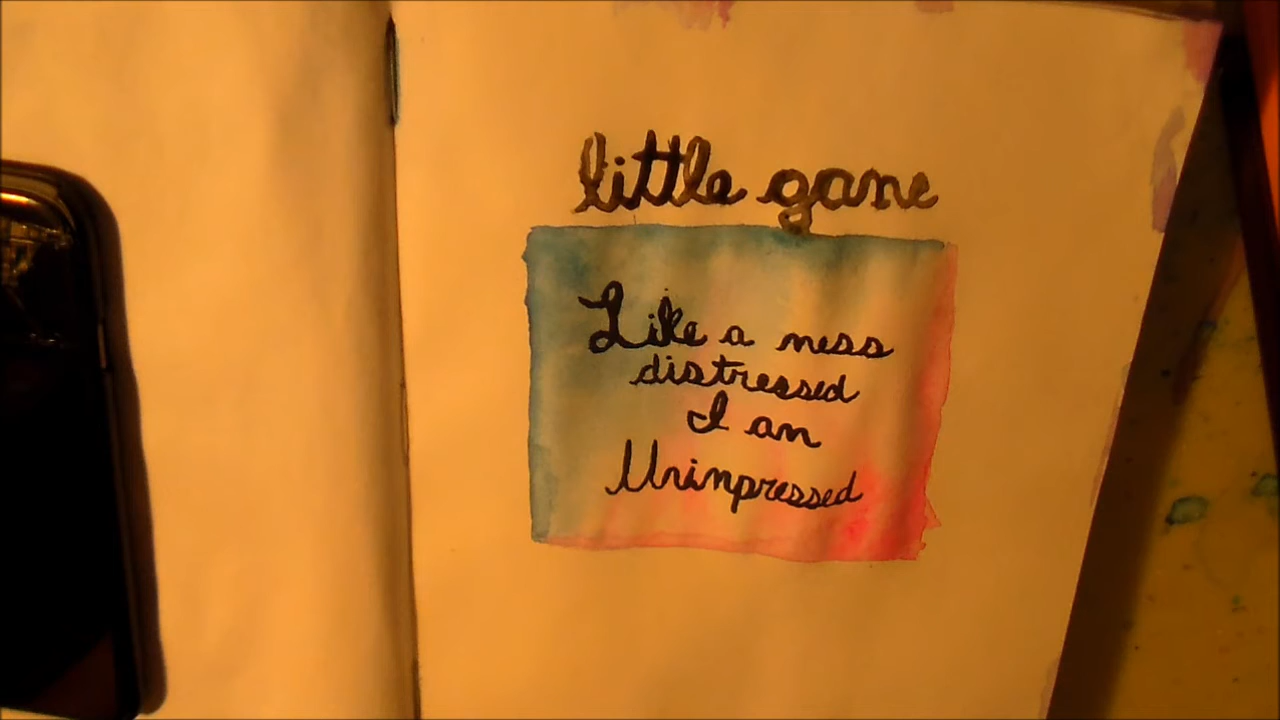 little game
Like a mess
distressed
I am
Unimpressed